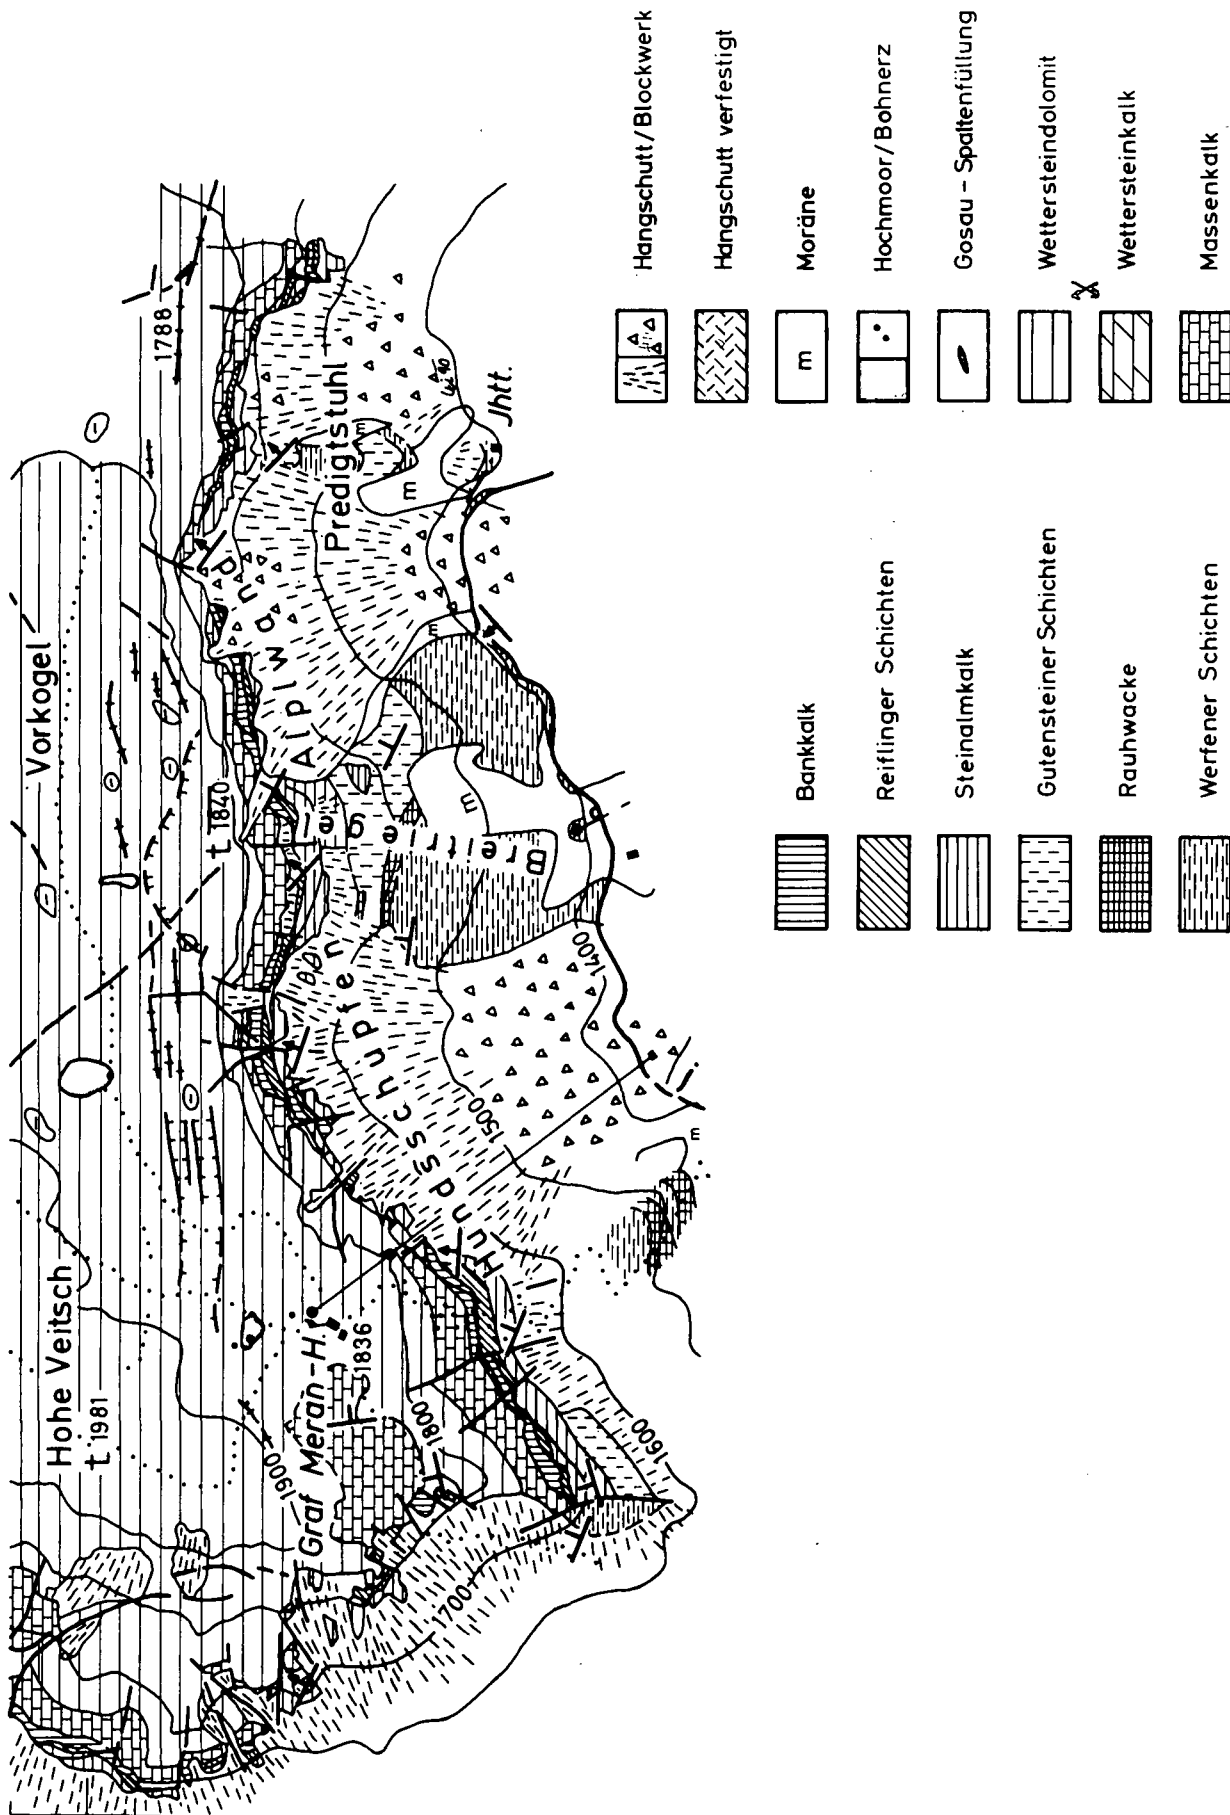 Hohe Veitsch
1981
Vorkogel
1788
1840
1900
Graf Meran-H.
1836
1800
1700
1600
Hundsschupfen
1500
1400
Breitriegel
Alplwand
Predigtstuhl
Jhtt.
m
m
m
m
m
m
Hangschutt/Blockwerk
Hangschutt verfestigt
m
Moräne
Hochmoor/Bohnerz
Gosau-Spaltenfüllung
Wettersteindolomit
Wettersteinkalk
Massenkalk
Bankkalk
Reiflinger Schichten
Steinalmkalk
Gutensteiner Schichten
Rauhwacke
Werfener Schichten